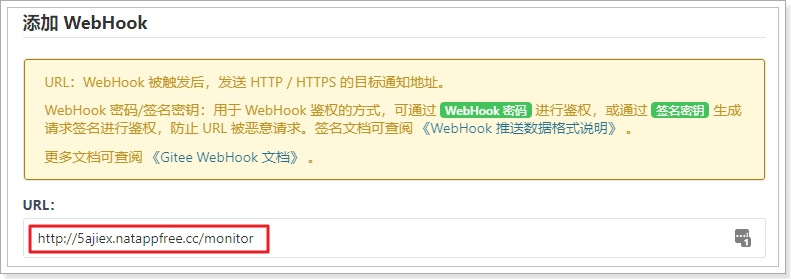 添加 WebHook
URL：WebHook 被触发后，发送 HTTP / HTTPS 的目标通知地址。
WebHook 密码/签名密钥：用于 WebHook 鉴权的方式，可通过 WebHook 密码 进行鉴权，或通过 签名密钥 生成
请求签名进行鉴权，防止 URL 被恶意请求。签名文档可查阅 《WebHook 推送数据格式说明》 。
更多文档可查阅 《Gitee WebHook 文档》 。
URL：
http://5ajiex.natappfree.cc/monitor
1